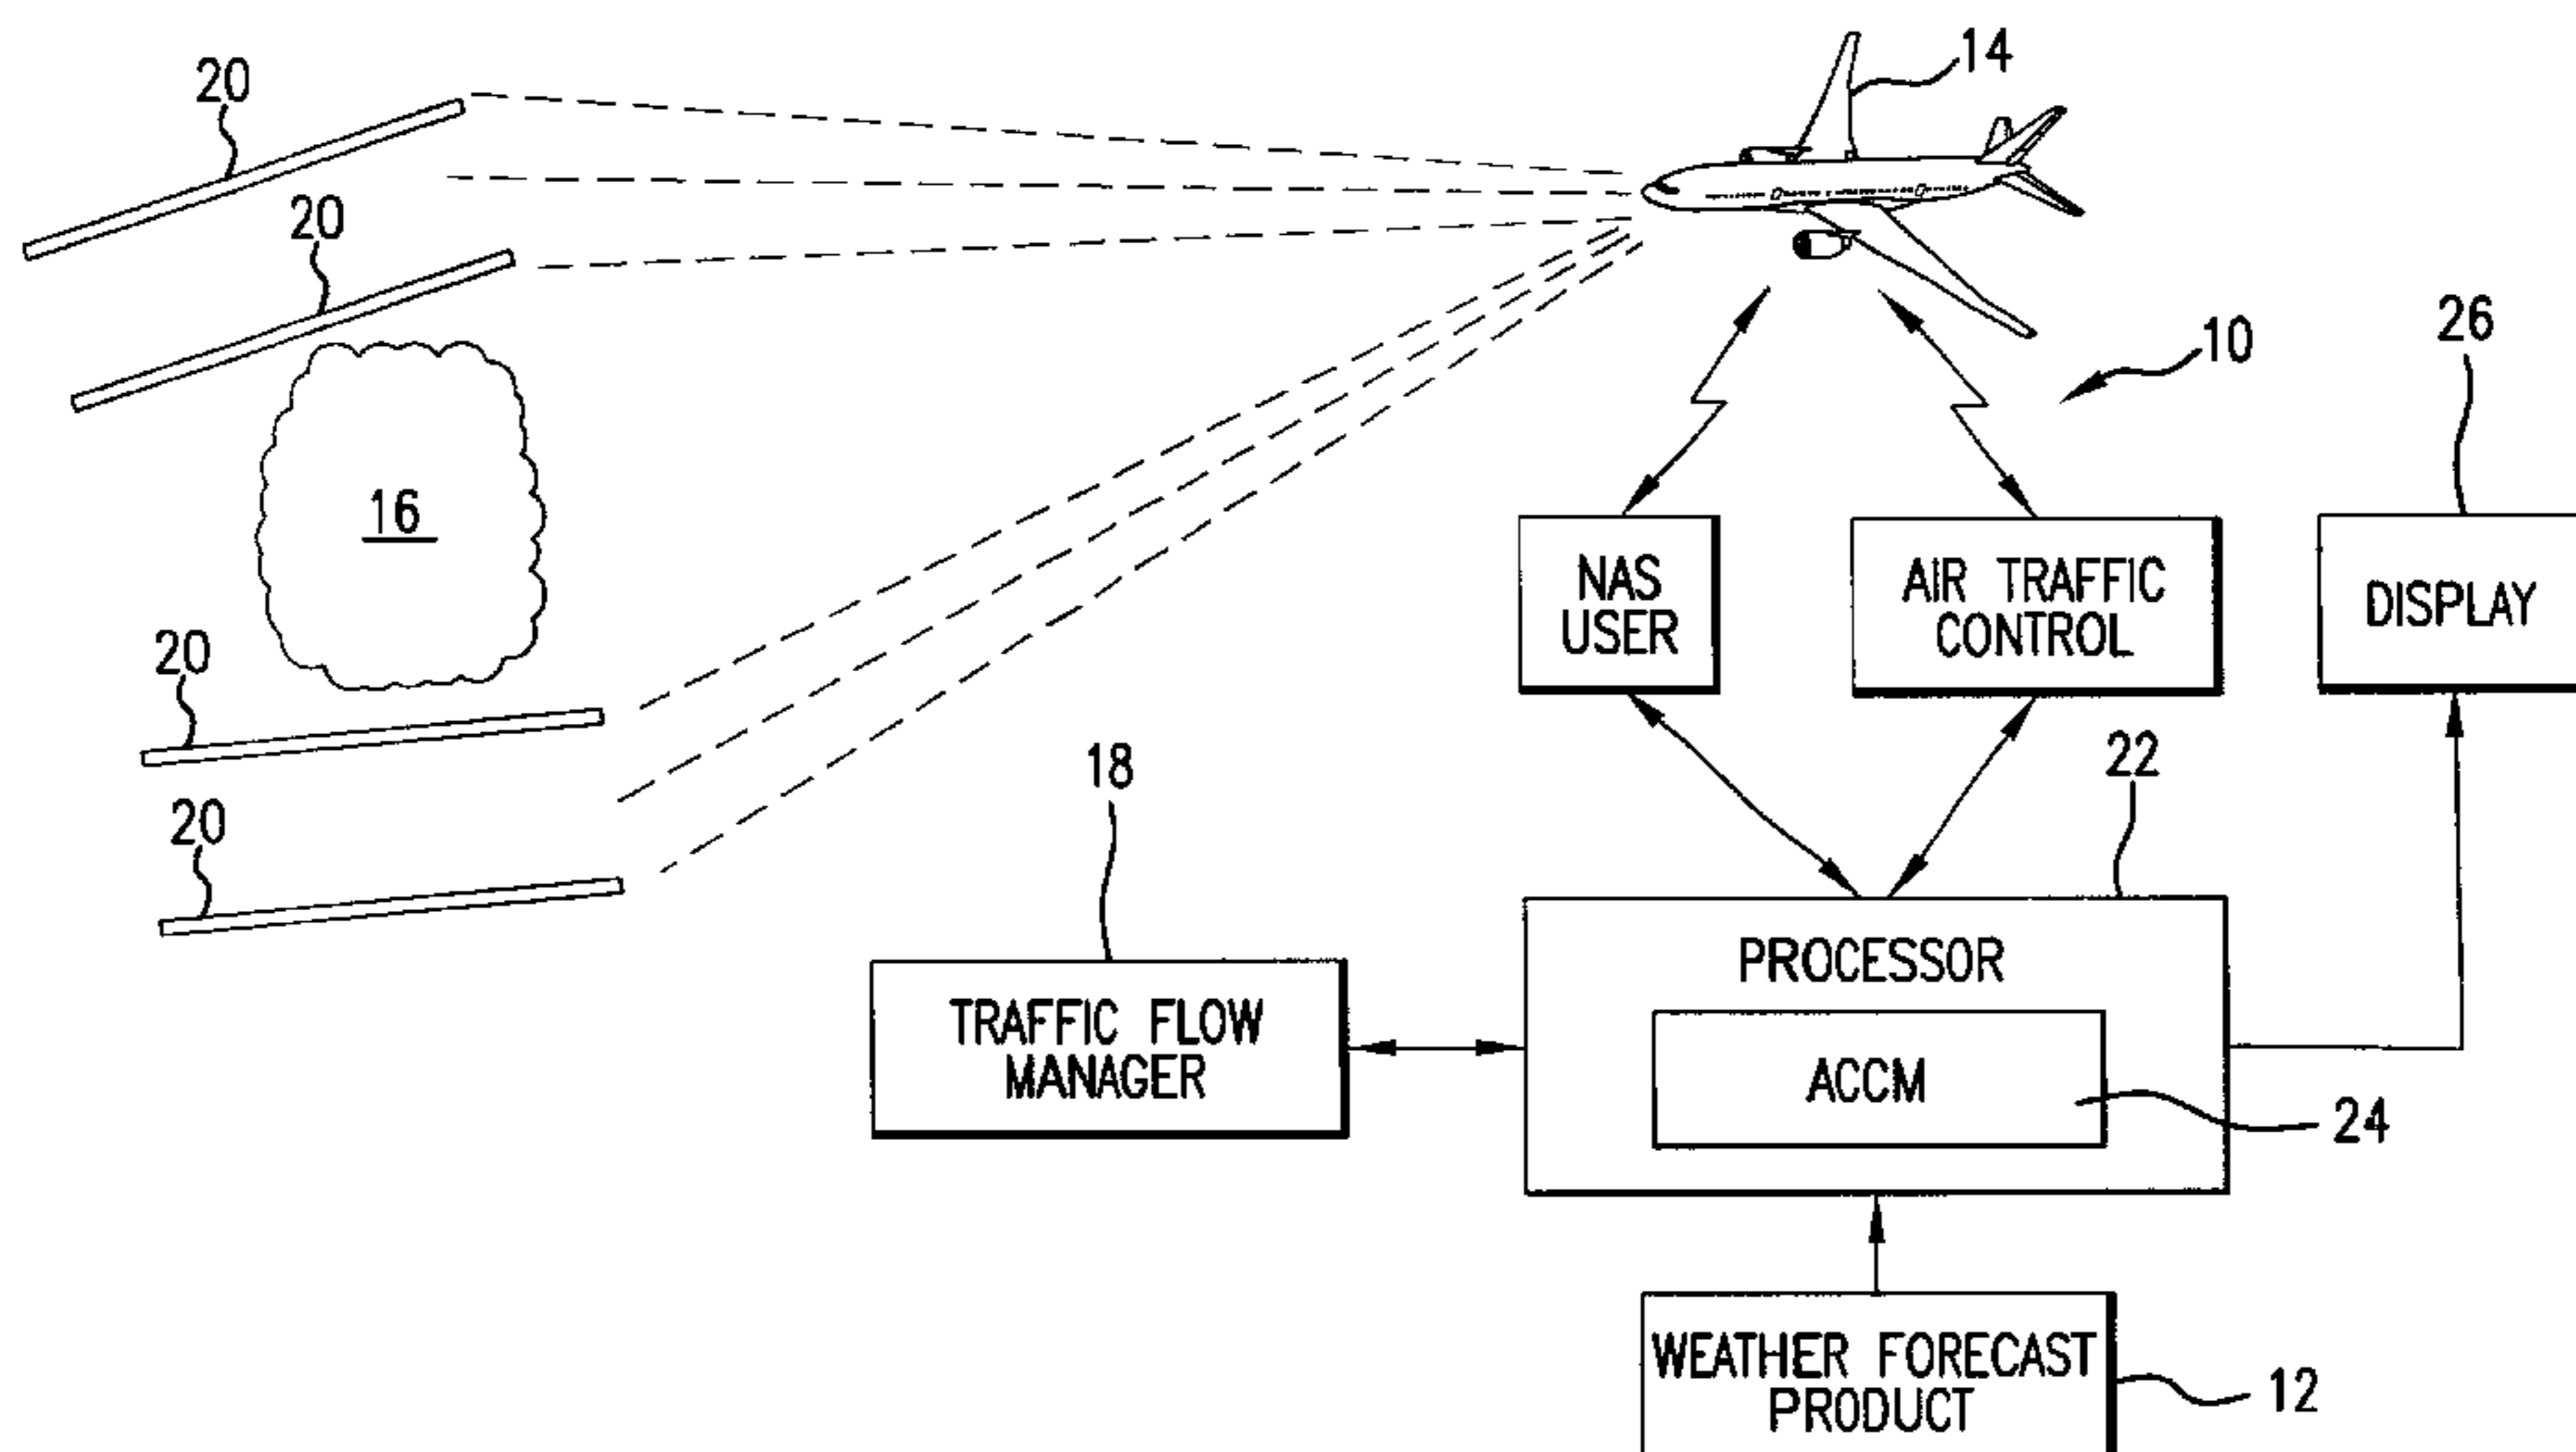 20
14
20
10
26
16
NAS
USER
AIR TRAFFIC
CONTROL
DISPLAY
20
18
22
20
PROCESSOR
TRAFFIC FLOW
MANAGER
ACCM
24
WEATHER FORECAST
PRODUCT
12